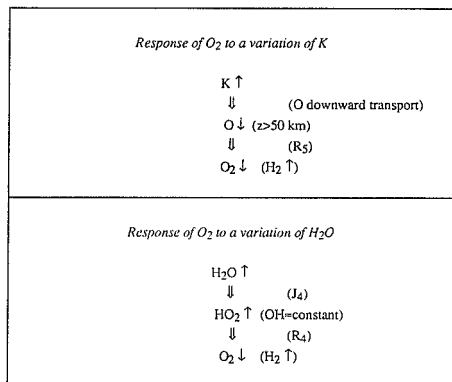 Response of O₂ to a variation of K
K ↑
⇓ (O downward transport)
O ↓ (z>50 km)
⇓ (R₅)
O₂ ↓ (H₂ ↑)
Response of O₂ to a variation of H₂O
H₂O ↑
⇓ (J₄)
HO₂ ↑ (OH=constant)
⇓ (R₄)
O₂ ↓ (H₂ ↑)